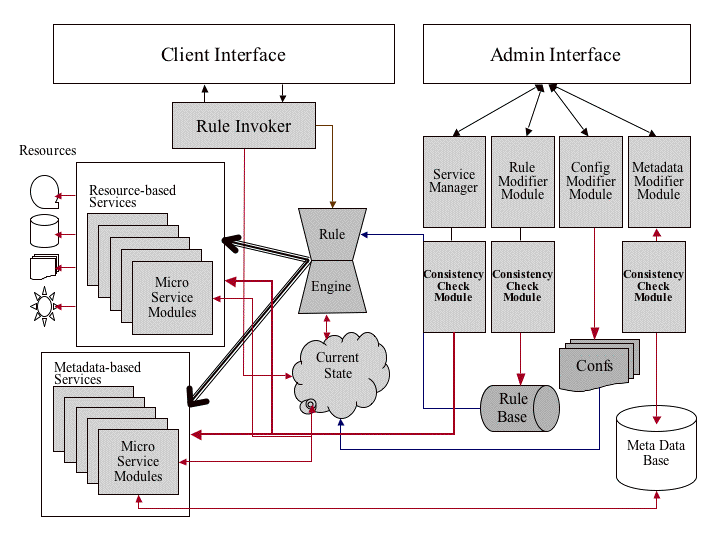 Client Interface
Admin Interface
Rule Invoker
Resources
Resource-based
Services
Micro
Service
Modules
Metadata-based
Services
Micro
Service
Modules
Rule
Engine
Current
State
Service
Manager
Rule
Modifier
Module
Config
Modifier
Module
Metadata
Modifier
Module
Consistency
Check
Module
Consistency
Check
Module
Consistency
Check
Module
Confs
Rule
Base
Meta Data
Base